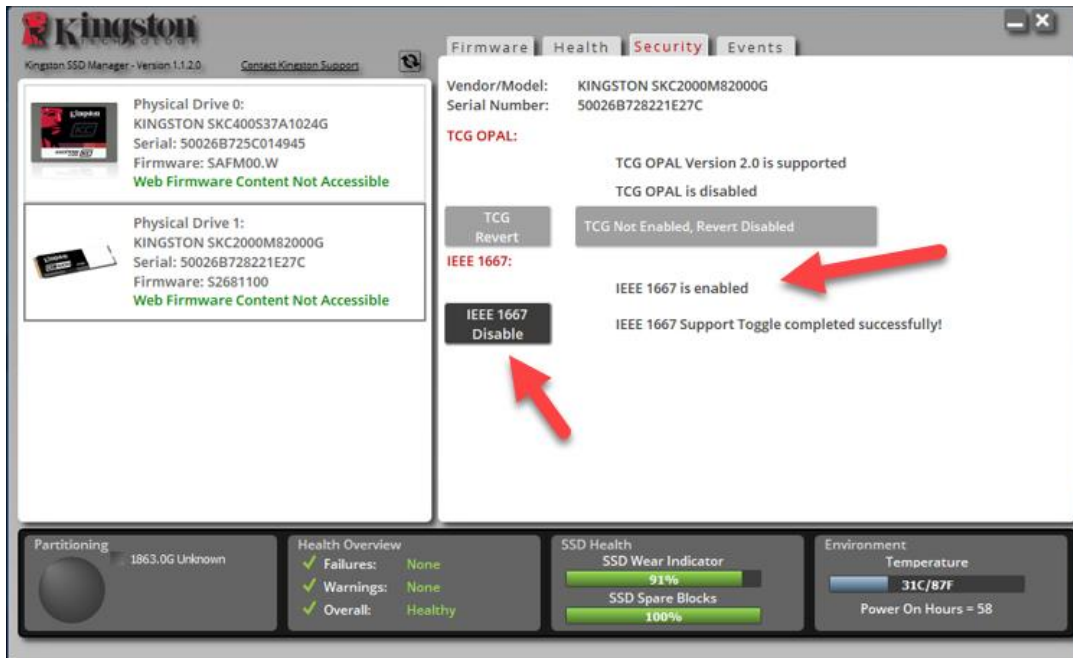 Kingston
TECHNOLOGY
Kingston SSD Manager - Version 1.1.2.0 Contact Kingston Support
Physical Drive 0:
KINGSTON SKC400S37A1024G
Serial: 50026B725C014945
Firmware: SAFM00.W
Web Firmware Content Not Accessible
Physical Drive 1:
KINGSTON SKC2000M82000G
Serial: 50026B728221E27C
Firmware: S2681100
Web Firmware Content Not Accessible
Firmware Health Security Events
Vendor/Model: KINGSTON SKC2000M82000G
Serial Number: 50026B728221E27C
TCG OPAL:
TCG OPAL Version 2.0 is supported
TCG OPAL is disabled
TCG
Revert
TCG Not Enabled, Revert Disabled
IEEE 1667:
IEEE 1667 is enabled
IEEE 1667
Disable
IEEE 1667 Support Toggle completed successfully!
Partitioning
1863.0G Unknown
Health Overview
Failures: None
Warnings: None
Overall: Healthy
SSD Health
SSD Wear Indicator
91%
SSD Spare Blocks
100%
Environment
Temperature
31C/87F
Power On Hours = 58